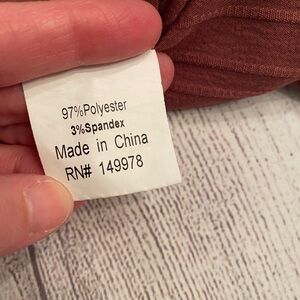 97%Polyester
3%Spandex
Made in China
RN# 149978